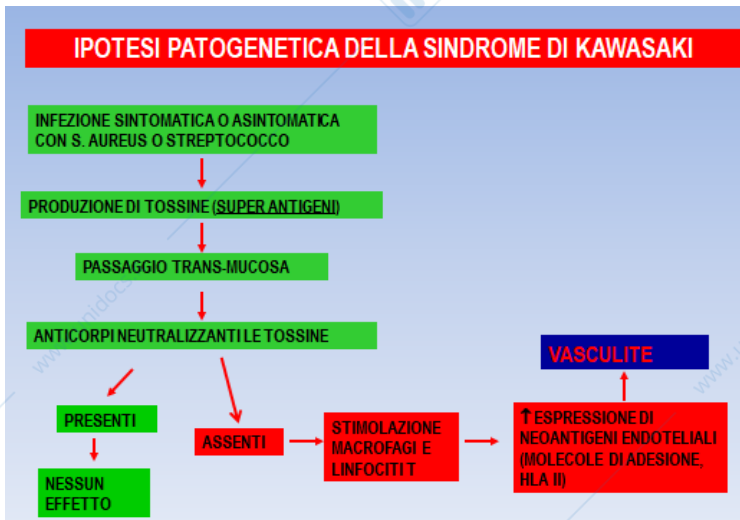 IPOTESI PATOGENETICA DELLA SINDROME DI KAWASAKI
INFEZIONE SINTOMATICA O ASINTOMATICA
CON S. AUREUS O STREPTOCOCCO
PRODUZIONE DI TOSSINE (SUPER ANTIGENI)
PASSAGGIO TRANS-MUCOSA
ANTICORPI NEUTRALIZZANTI LE TOSSINE
VASCULITE
PRESENTI
ASSENTI
STIMOLAZIONE
MACROFAGI E
LINFOCITI T
↑ ESPRESSIONE DI
NEOANTIGENI ENDOTELIALI
(MOLECOLE DI ADESIONE,
HLA II)
NESSUN
EFFETTO